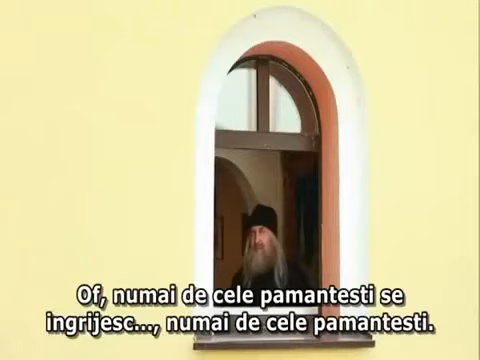 Of, numai de cele pamantesti se
ingrijesc..., numai de cele pamantesti.